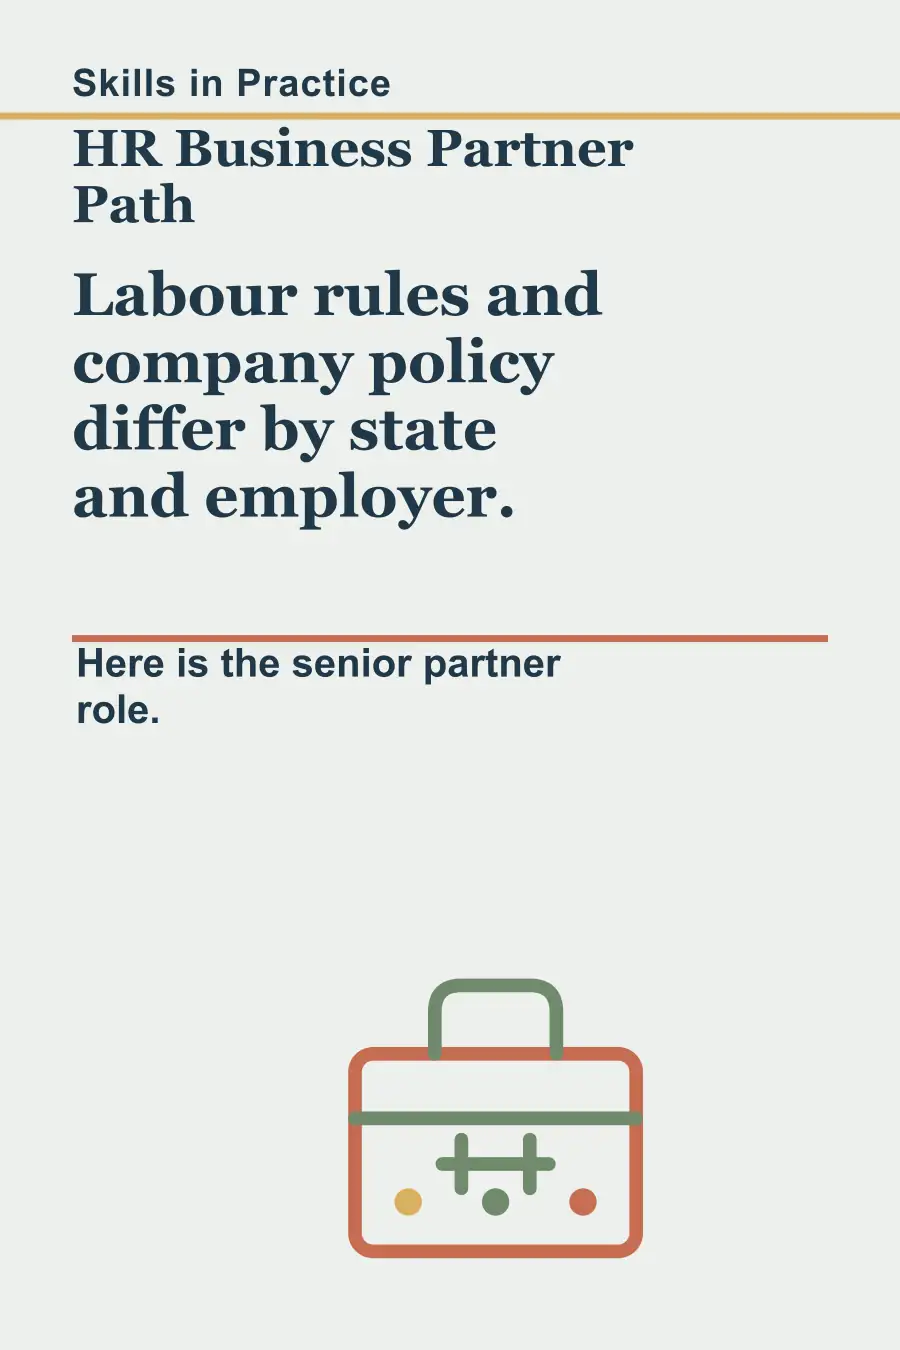 Skills in Practice
HR Business Partner
Path
Labour rules and
company policy
differ by state
and employer.
Here is the senior partner
role.